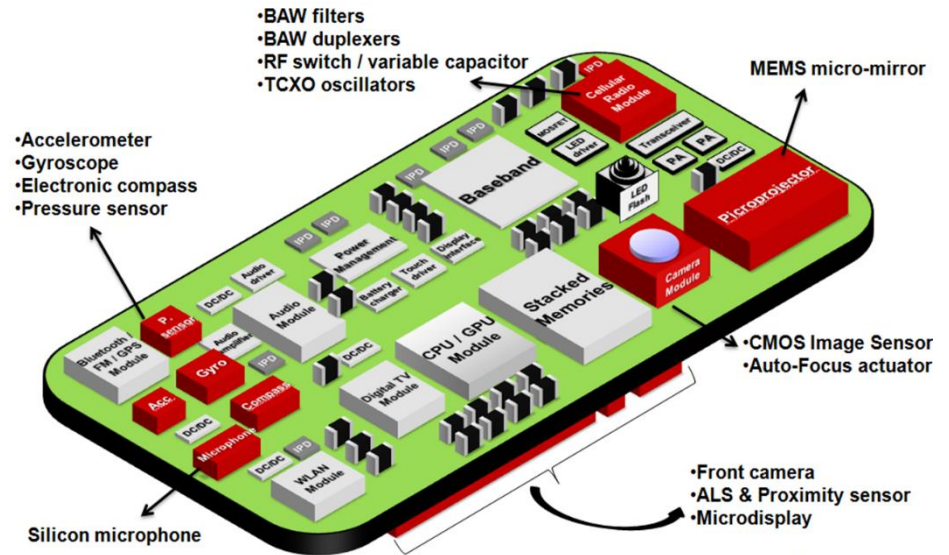 •BAW filters
•BAW duplexers
•RF switch / variable capacitor
•TCXO oscillators
MEMS micro-mirror
•Accelerometer
•Gyroscope
•Electronic compass
•Pressure sensor
IPD
Cellular Radio Module
MOSFET
LED driver
Transceiver
PA
PA
DC/DC
IPD
IPD
IPD
Baseband
LED Flash
Picroprojector
IPD
IPD
Power Management
Display Interface
Touch driver
Battery charger
Camera Module
Audio driver
DC/DC
Audio Module
Stacked Memories
P. sensor
Bluetooth / FM / GPS Module
Audio amplifier
IPD
DC/DC
CPU / GPU Module
Gyro
Digital TV Module
Acc.
Compass
DC/DC
Microphone
IPD
DC/DC
WLAN Module
•CMOS Image Sensor
•Auto-Focus actuator
•Front camera
•ALS & Proximity sensor
•Microdisplay
Silicon microphone